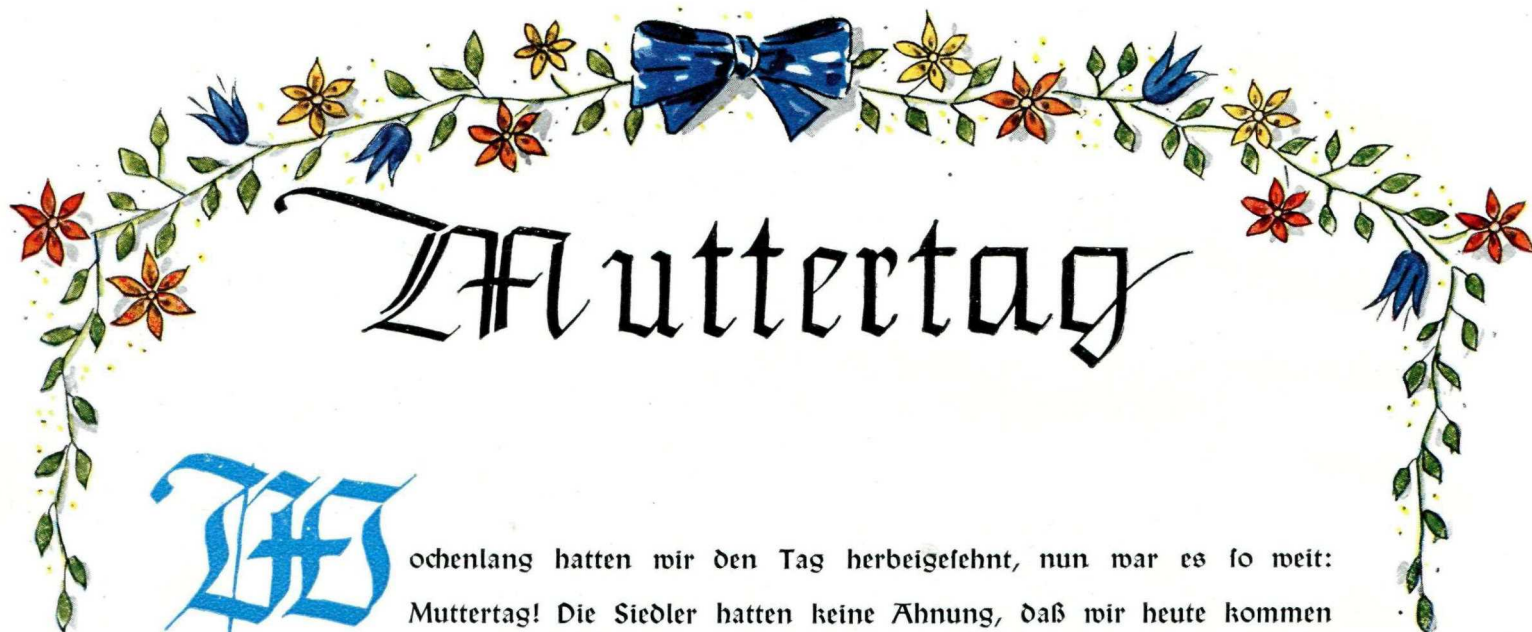 Muttertag
Wochenlang hatten wir den Tag herbeigesehnt, nun war es so weit:
Muttertag! Die Siedler hatten keine Ahnung, daß wir heute kommen